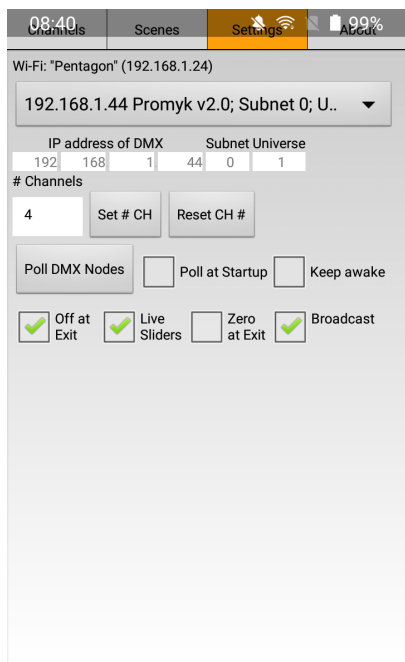 08:40 99%
Channels Scenes Settings About
Wi-Fi: "Pentagon" (192.168.1.24)
192.168.1.44 Promyk v2.0; Subnet 0; U..
IP address of DMX Subnet Universe
192 168 1 44 0 1
# Channels
4 Set # CH Reset CH #
Poll DMX Nodes Poll at Startup Keep awake
Off at Exit Live Sliders Zero at Exit Broadcast